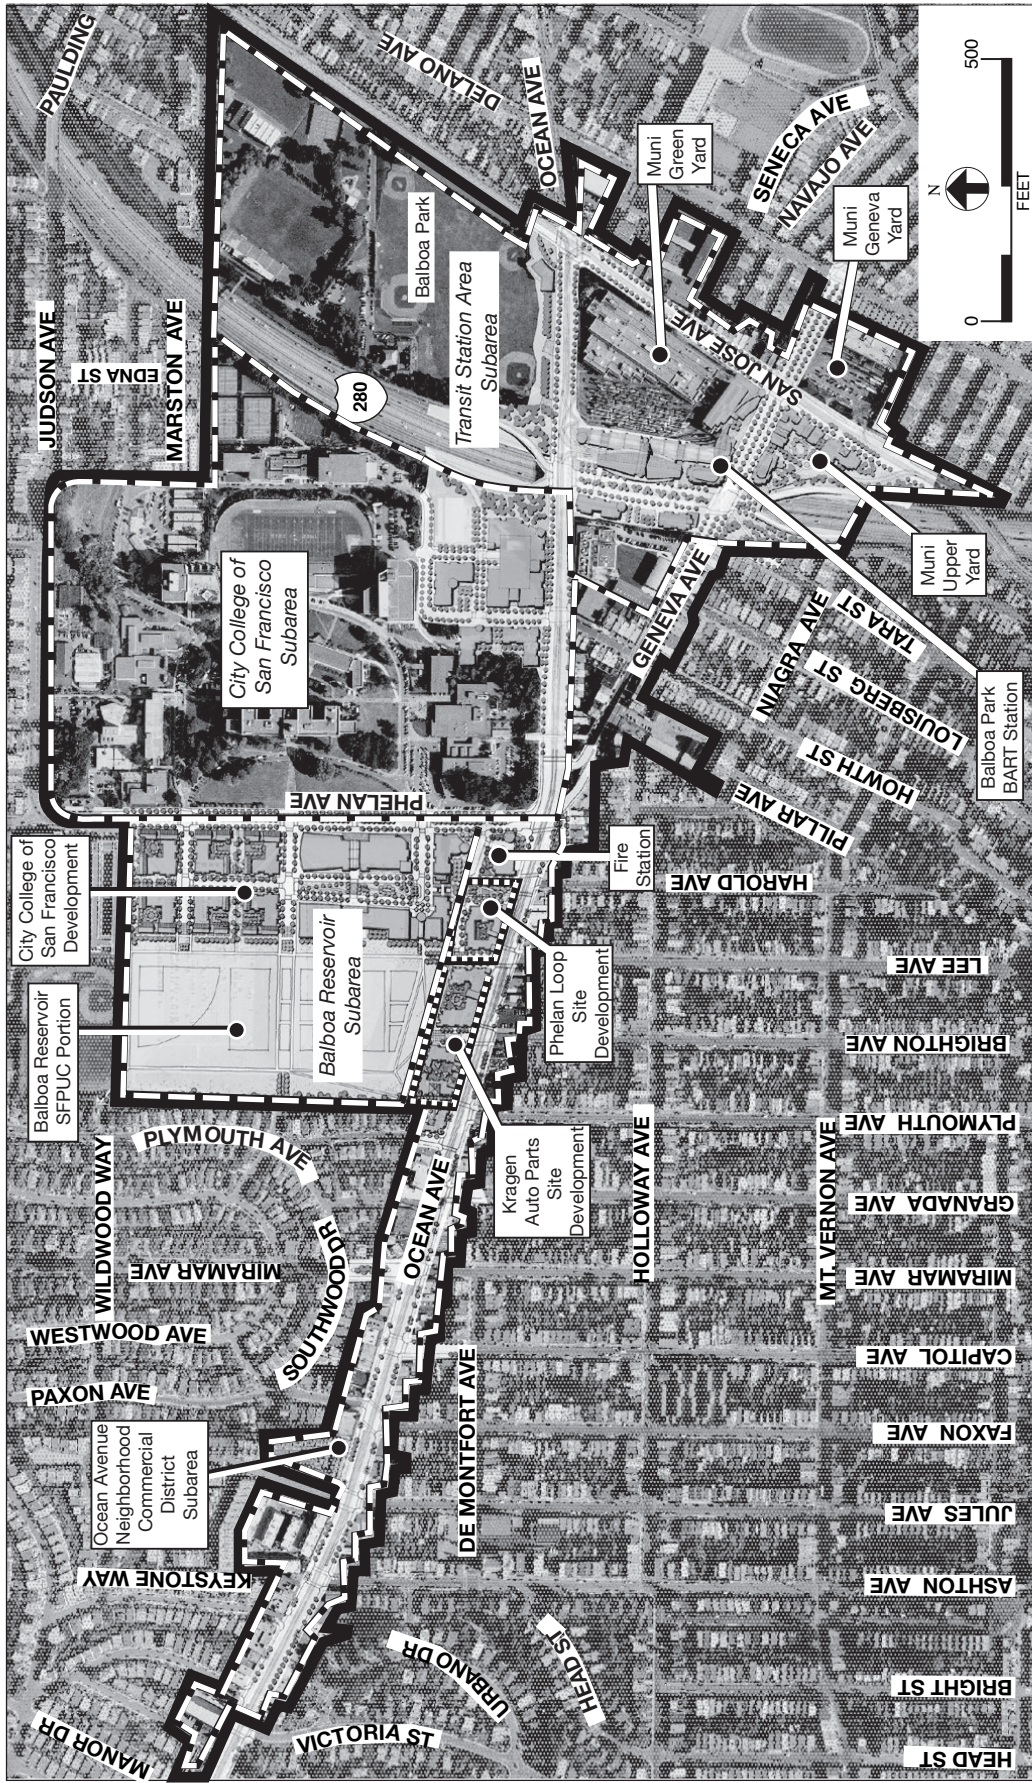 MANOR DR
KEYSTONE WAY
Ocean Avenue
Neighborhood
Commercial
District
Subarea
PAXON AVE
WESTWOOD AVE
WILDWOOD WAY
MIRAMAR AVE
SOUTHWOOD DR
PLYMOUTH AVE
Balboa Reservoir
SFPUC Portion
City College of
San Francisco
Development
Balboa Reservoir
Subarea
PHELAN AVE
City College of
San Francisco
Subarea
JUDSON AVE
EDNA ST
MARSTON AVE
PAULDING
280
Balboa Park
Transit Station Area
Subarea
DELANO AVE
OCEAN AVE
Muni
Green
Yard
SENECA AVE
NAVAJO AVE
Muni
Geneva
Yard
SAN JOSE AVE
Muni
Upper
Yard
Balboa Park
BART Station
GENEVA AVE
NIAGRA AVE
TARA ST
LOUISBERG ST
HOWTH ST
PILLAR AVE
Fire
Station
HAROLD AVE
LEE AVE
Phelan Loop
Site
Development
BRIGHTON AVE
Kragen
Auto Parts
Site
Development
OCEAN AVE
HOLLOWAY AVE
PLYMOUTH AVE
GRANADA AVE
MT. VERNON AVE
MIRAMAR AVE
CAPITOL AVE
DE MONTFORT AVE
FAXON AVE
JULES AVE
ASHTON AVE
URBANO DR
HEAD ST
VICTORIA ST
BRIGHT ST
HEAD ST
N
0
500
FEET